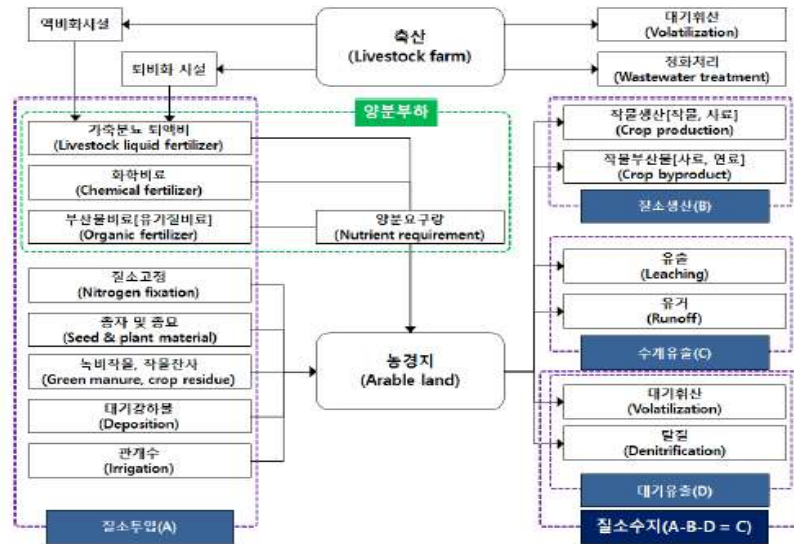 액비화시설
축산
(Livestock farm)
대기휘산
(Volatilization)
퇴비화 시설
정화처리
(Wastewater treatment)
양분부하
가축분뇨 퇴액비
(Livestock liquid fertilizer)
화학비료
(Chemical fertilizer)
부산물비료[유기질비료]
(Organic fertilizer)
양분요구량
(Nutrient requirement)
작물생산[작물, 사료]
(Crop production)
작물부산물[사료, 연료]
(Crop byproduct)
질소생산(B)
질소고정
(Nitrogen fixation)
종자 및 종묘
(Seed & plant material)
녹비작물, 작물잔사
(Green manure, crop residue)
대기강하물
(Deposition)
관개수
(Irrigation)
질소투입(A)
농경지
(Arable land)
유출
(Leaching)
유거
(Runoff)
수계유출(C)
대기휘산
(Volatilization)
탈질
(Denitrification)
대기유출(D)
질소수지(A-B-D = C)